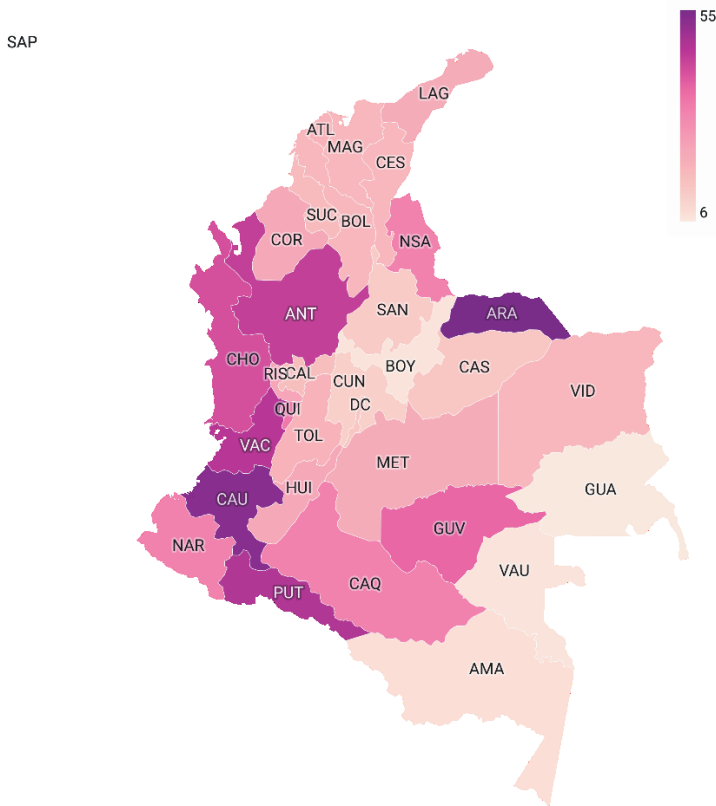 55
SAP
LAG
ATL
MAG
CES
6
SUC
BOL
COR
NSA
SAN
ARA
ANT
CHO
BOY
CAS
RIS
CAL
CUN
VID
DC
QUI
TOL
VAC
MET
HUI
GUA
CAU
GUV
NAR
VAU
CAQ
PUT
AMA